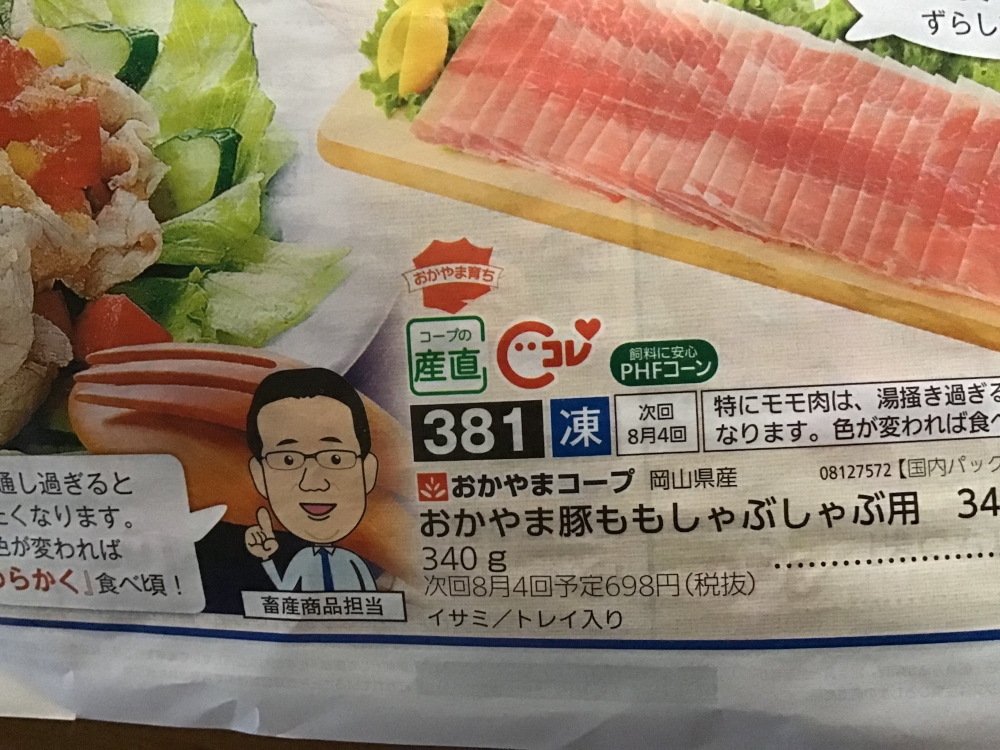 ずらし
おかやま育ち
コープの
産直
コレ
飼料に安心
PHFコーン
381
凍
次回
8月4回
特にモモ肉は、湯掻き過ぎる
なります。色が変われば食べ
おかやまコープ 岡山県産
08127572【国内パック
おかやま豚ももしゃぶしゃぶ用 34
340g
次回8月4回予定698円(税抜)
イサミ/トレイ入り
通し過ぎると
くなります。
色が変われば
らかく』食べ頃!
畜産商品担当